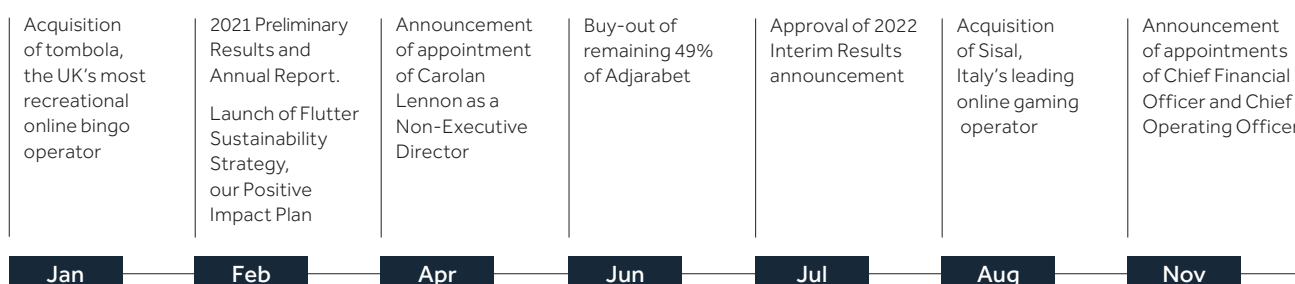 Acquisition
of tombola,
the UK's most
recreational
online bingo
operator
2021 Preliminary
Results and
Annual Report.
Launch of Flutter
Sustainability
Strategy,
our Positive
Impact Plan
Announcement
of appointment
of Carolan
Lennon as a
Non-Executive
Director
Buy-out of
remaining 49%
of Adjarabet
Approval of 2022
Interim Results
announcement
Acquisition
of Sisal,
Italy's leading
online gaming
operator
Announcement
of appointments
of Chief Financial
Officer and Chief
Operating Officer
Jan
Feb
Apr
Jun
Jul
Aug
Nov